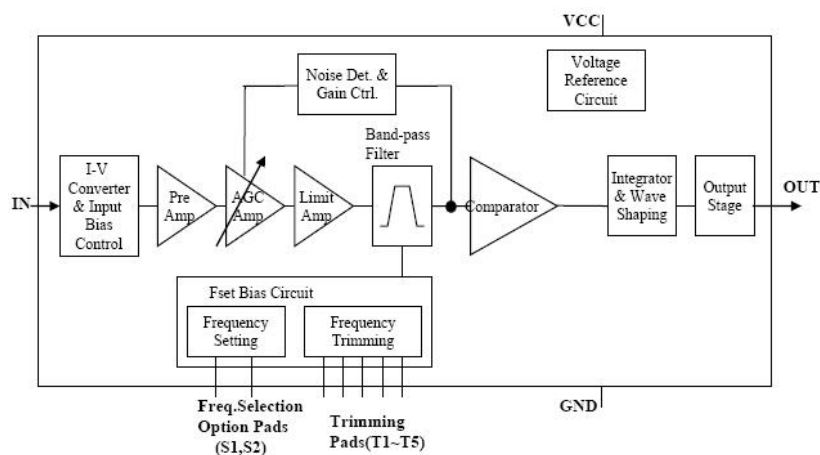 VCC
Noise Det. &
Gain Ctrl.
Voltage
Reference
Circuit
Band-pass
Filter
IN
I-V
Converter
& Input
Bias
Control
Pre
Amp
AGC
Amp
Limit
Amp
Comparator
Integrator
& Wave
Shaping
Output
Stage
OUT
Fset Bias Circuit
Frequency
Setting
Frequency
Trimming
Freq.Selection
Option Pads
(S1,S2)
Trimming
Pads(T1~T5)
GND